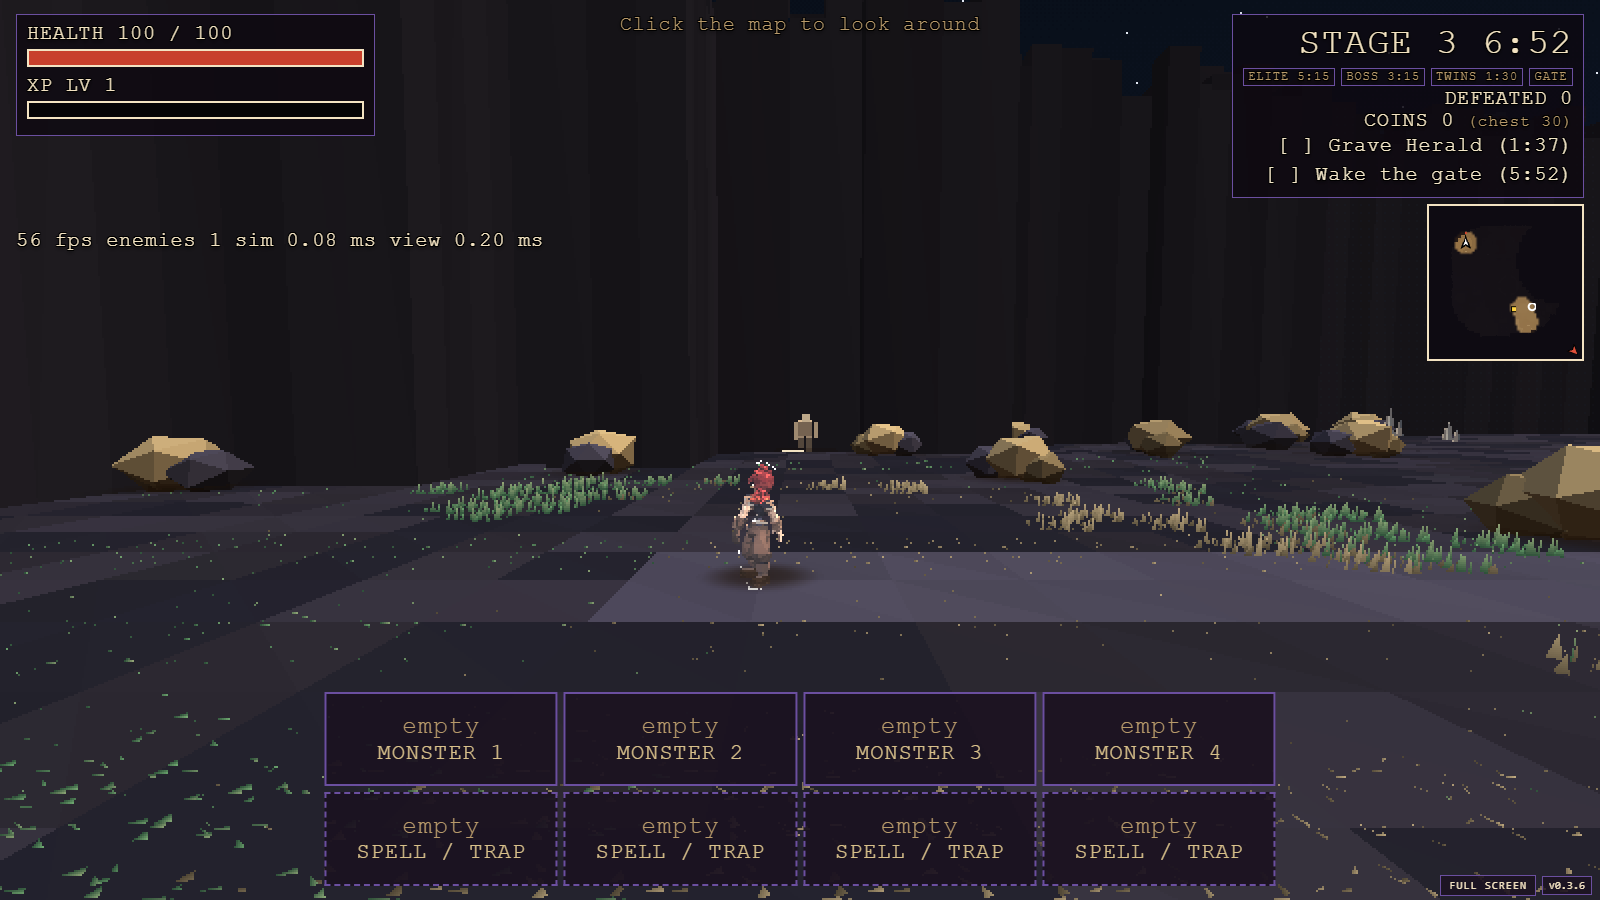 HEALTH 100 / 100
XP LV 1
Click the map to look around
STAGE 3 6:52
ELITE 5:15 BOSS 3:15 TWINS 1:30 GATE
DEFEATED 0
COINS 0 (chest 30)
[ ] Grave Herald (1:37)
[ ] Wake the gate (5:52)
56 fps enemies 1 sim 0.08 ms view 0.20 ms
empty empty empty empty
MONSTER 1 MONSTER 2 MONSTER 3 MONSTER 4
empty empty empty empty
SPELL / TRAP SPELL / TRAP SPELL / TRAP SPELL / TRAP
FULL SCREEN v0.3.6